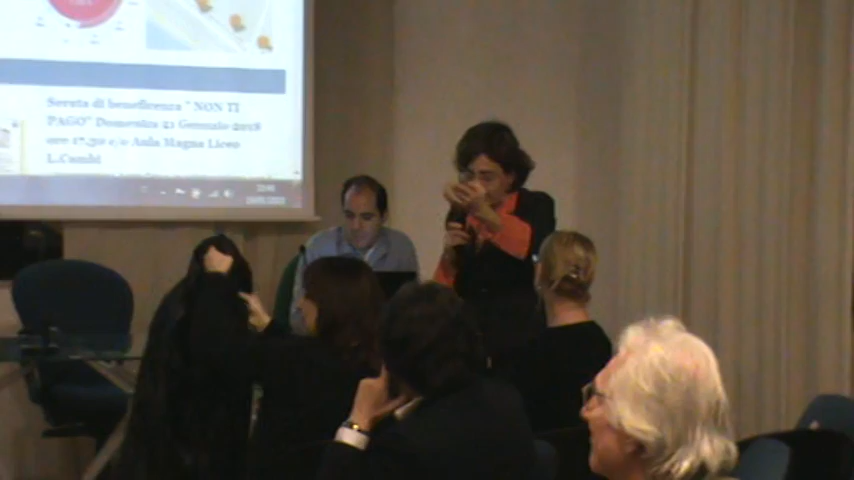 Serata di beneficenza " NON TI
PAGO" Domenica 21 Gennaio 2018
ore 17.30 c/o Aula Magna Liceo
L.Cambi